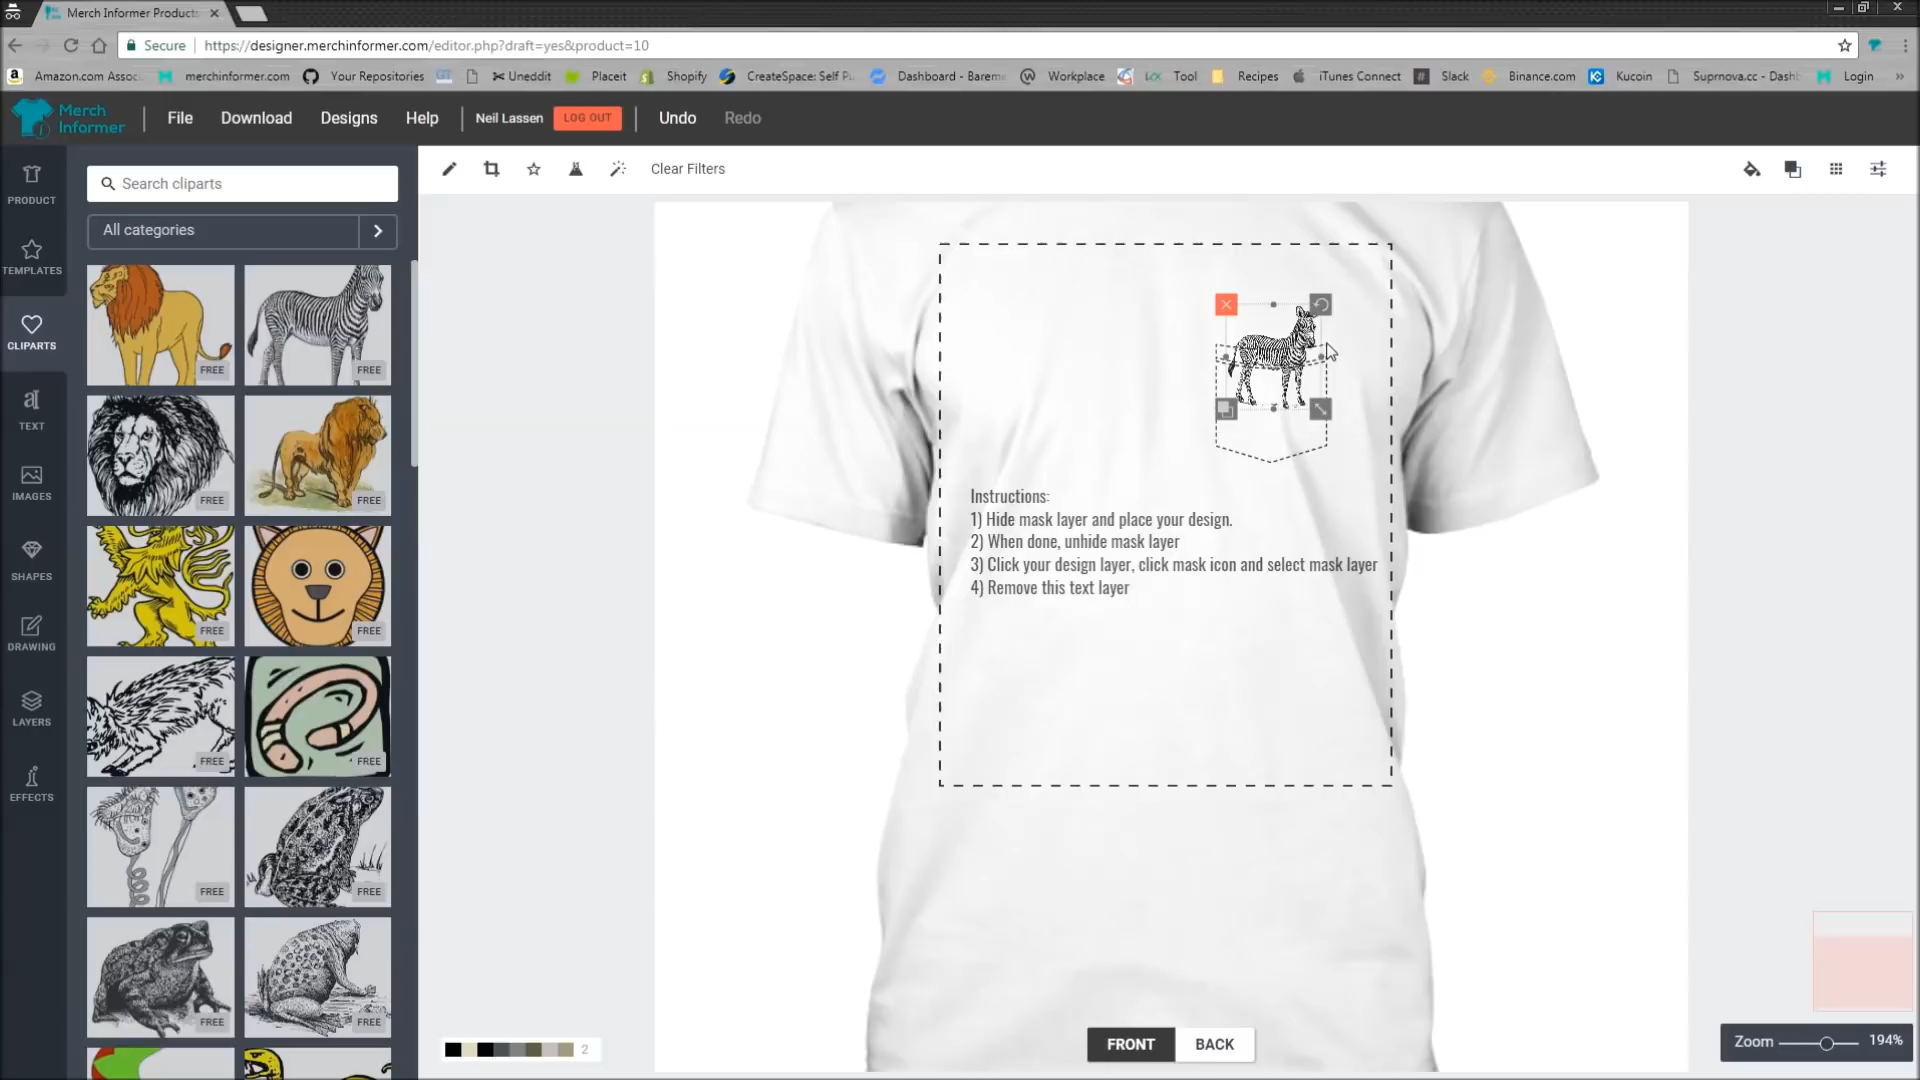 Merch Informer Product
Secure
https://designer.merchinformer.com/editor.php?draft=yes&product=10
Amazon.com Assoc
merchinformer.com
Your Repositories
GT
Uneddit
Placeit
Shopify
CreateSpace: Self Pu
Dashboard - Bareme
Workplace
Tool
Recipes
iTunes Connect
Slack
Binance.com
Kucoin
Suprnova.cc - Dashb
Login
Merch
Informer
File
Download
Designs
Help
Neil Lassen
LOG OUT
Undo
Redo
PRODUCT
TEMPLATES
CLIPARTS
TEXT
IMAGES
SHAPES
DRAWING
LAYERS
EFFECTS
Search cliparts
All categories
FREE
FREE
FREE
FREE
FREE
FREE
FREE
FREE
FREE
FREE
FREE
FREE
Clear Filters
Instructions:
1) Hide mask layer and place your design.
2) When done, unhide mask layer
3) Click your design layer, click mask icon and select mask layer
4) Remove this text layer
2
FRONT
BACK
Zoom
194%